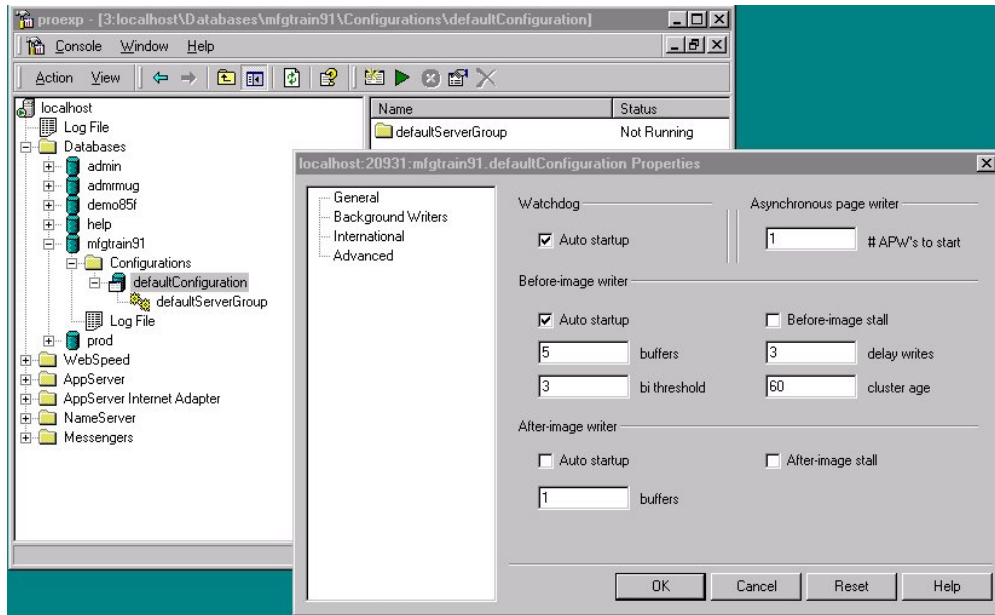 proexp - [3:localhost\Databases\mfgtrain91\Configurations\defaultConfiguration]
Console Window Help
Action View
localhost
Log File
Databases
admin
admrmug
demo85f
help
mfgtrain91
Configurations
defaultConfiguration
defaultServerGroup
Log File
prod
WebSpeed
AppServer
AppServer Internet Adapter
NameServer
Messengers
Name Status
defaultServerGroup Not Running
localhost:20931:mfgtrain91.defaultConfiguration Properties
General
Background Writers
International
Advanced
Watchdog Asynchronous page writer
Auto startup 1 # APW's to start
Before-image writer
Auto startup Before-image stall
5 buffers 3 delay writes
3 bi threshold 60 cluster age
After-image writer
Auto startup After-image stall
1 buffers
OK Cancel Reset Help